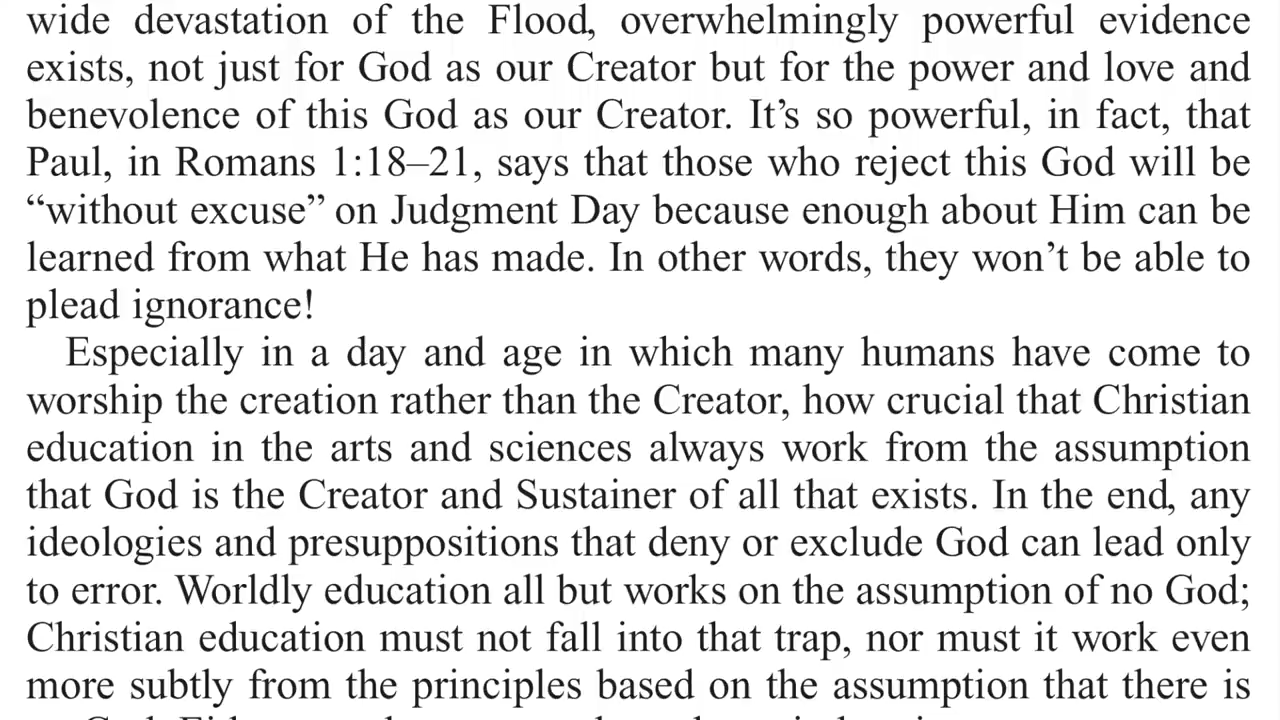 wide devastation of the Flood, overwhelmingly powerful evidence
exists, not just for God as our Creator but for the power and love and
benevolence of this God as our Creator. It’s so powerful, in fact, that
Paul, in Romans 1:18–21, says that those who reject this God will be
“without excuse” on Judgment Day because enough about Him can be
learned from what He has made. In other words, they won’t be able to
plead ignorance!
Especially in a day and age in which many humans have come to
worship the creation rather than the Creator, how crucial that Christian
education in the arts and sciences always work from the assumption
that God is the Creator and Sustainer of all that exists. In the end, any
ideologies and presuppositions that deny or exclude God can lead only
to error. Worldly education all but works on the assumption of no God;
Christian education must not fall into that trap, nor must it work even
more subtly from the principles based on the assumption that there is